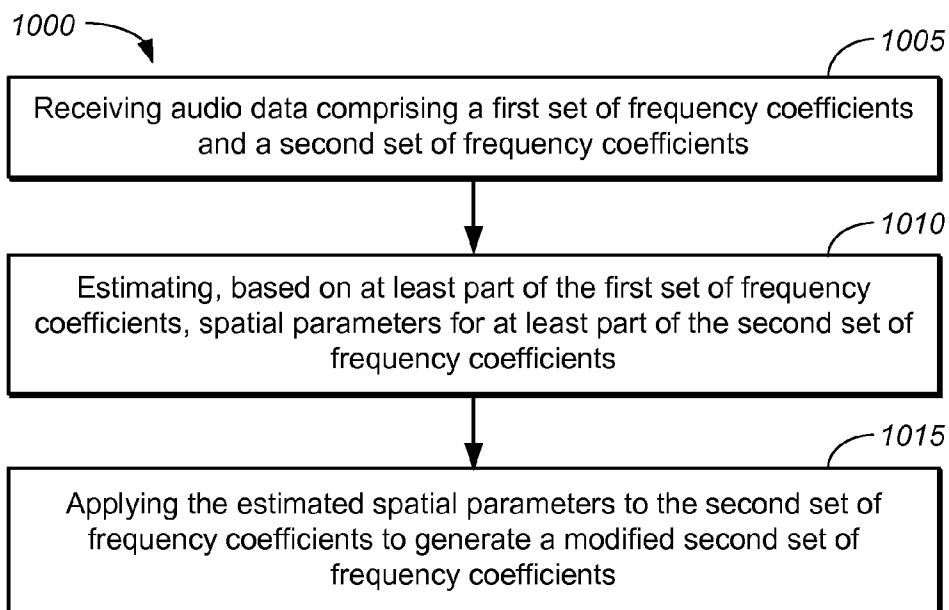 1000
1005
Receiving audio data comprising a first set of frequency coefficients
and a second set of frequency coefficients
1010
Estimating, based on at least part of the first set of frequency
coefficients, spatial parameters for at least part of the second set of
frequency coefficients
1015
Applying the estimated spatial parameters to the second set of
frequency coefficients to generate a modified second set of
frequency coefficients